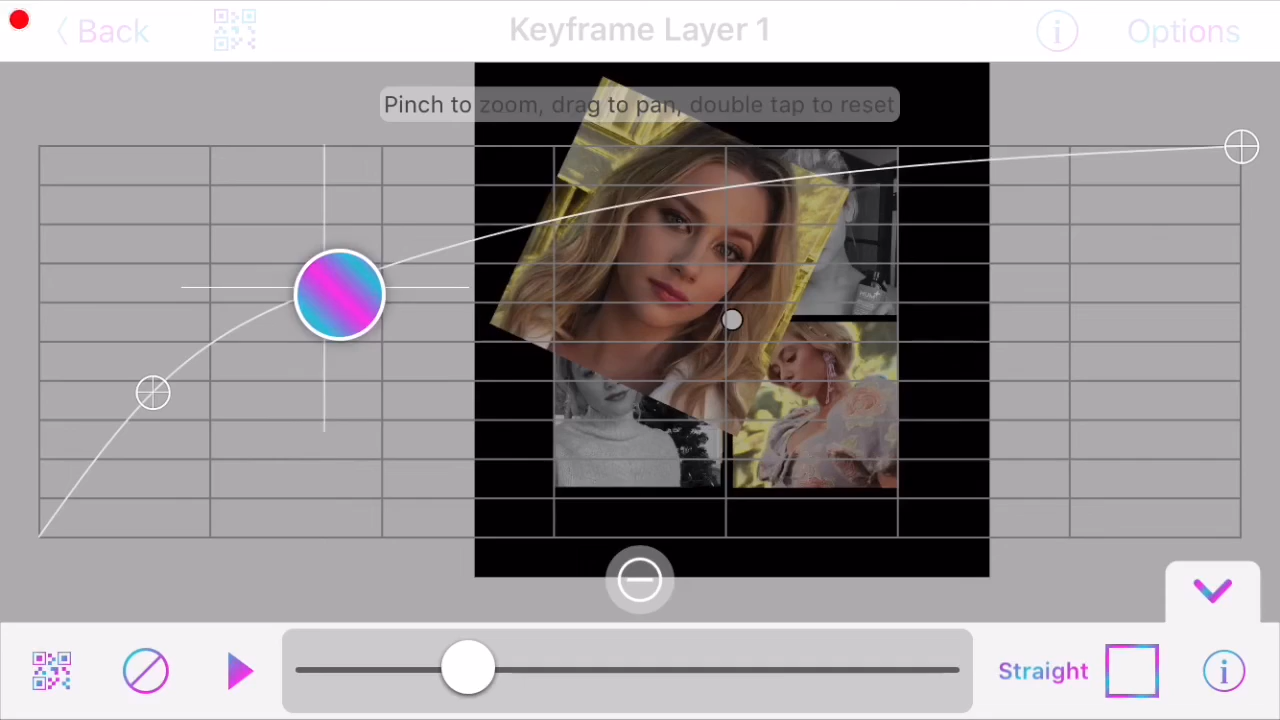 Back
Keyframe Layer 1
Options
Pinch to zoom, drag to pan, double tap to reset
Straight